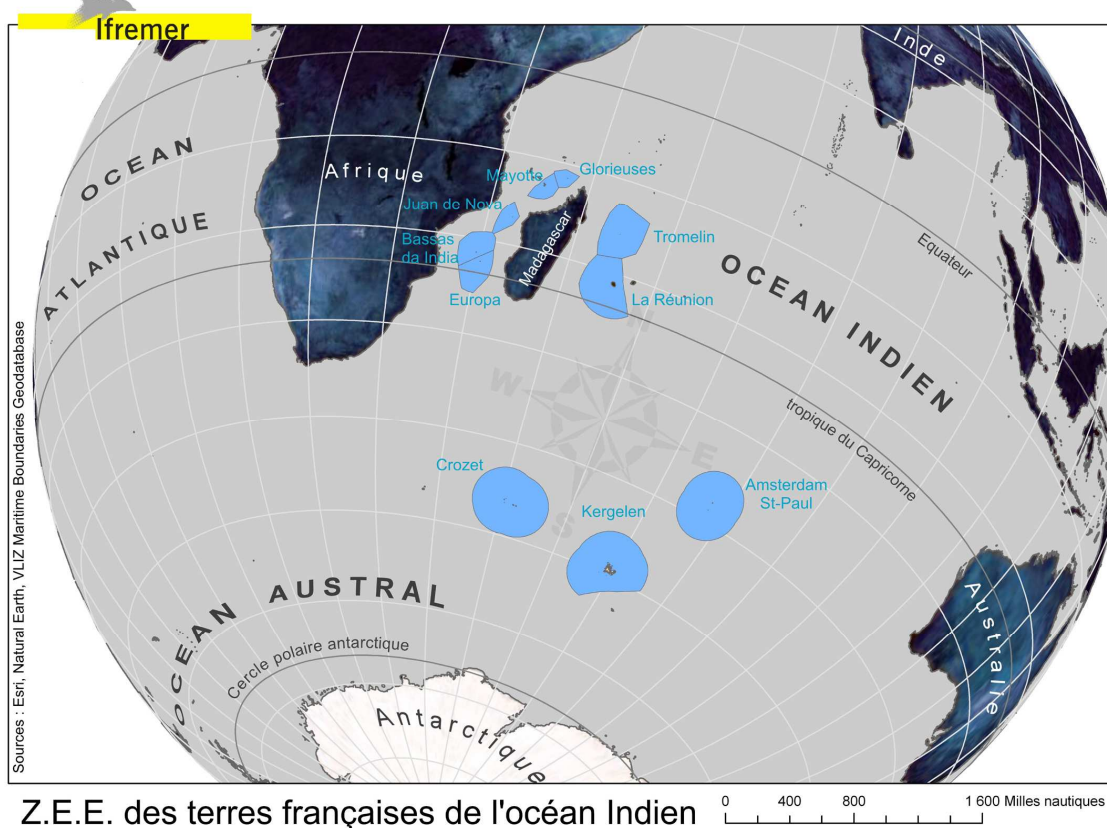 Ifremer
Inde
OCEAN
ATLANTIQUE
Afrique
Mayotte
Glorieuses
Juan de Nova
Bassas
da India
Europa
Madagascar
Tromelin
La Réunion
Equateur
OCEAN INDIEN
tropique du Capricorne
N
W
E
S
Crozet
Kergelen
Amsterdam
St-Paul
OCEAN AUSTRAL
Cercle polaire antarctique
Antarctique
Australie
Sources : Esri, Natural Earth, VLIZ Maritime Boundaries Geodatabase
Z.E.E. des terres françaises de l'océan Indien
0 400 800 1 600 Milles nautiques